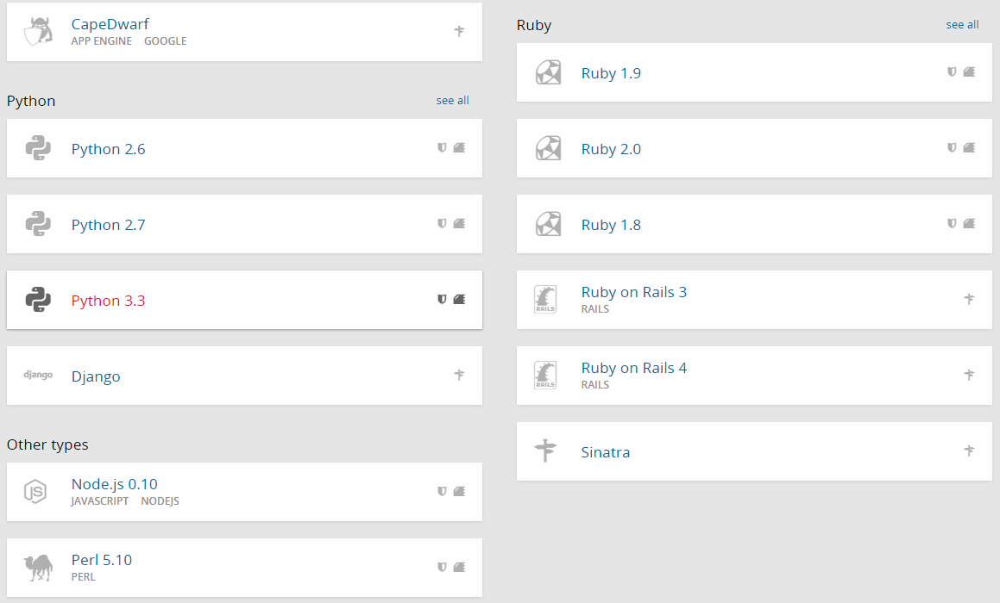 CapeDwarf
APP ENGINE GOOGLE
Python see all
Python 2.6
Python 2.7
Python 3.3
django Django
Other types
JS Node.js 0.10
JAVASCRIPT NODEJS
Perl 5.10
PERL
Ruby see all
Ruby 1.9
Ruby 2.0
Ruby 1.8
Ruby on Rails 3
RAILS RAILS
Ruby on Rails 4
RAILS RAILS
Sinatra